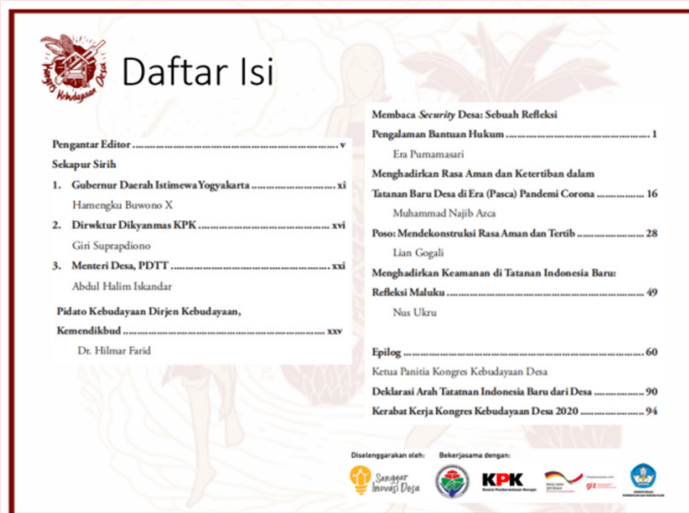 Kongres Kebudayaan Desa
Daftar Isi
Pengantar Editor ........................................................................ v
Sekapur Sirih
1. Gubernur Daerah Istimewa Yogyakarta ............................. xi
Hamengku Buwono X
2. Dirwktur Dikyanmas KPK ............................................... xvi
Giri Suprapdiono
3. Menteri Desa, PDTT ........................................................ xxi
Abdul Halim Iskandar
Pidato Kebudayaan Dirjen Kebudayaan,
Kemendikbud ...................................................................... xxv
Dr. Hilmar Farid
Membaca Security Desa: Sebuah Refleksi
Pengalaman Bantuan Hukum .................................................. 1
Era Purnamasari
Menghadirkan Rasa Aman dan Ketertiban dalam
Tatanan Baru Desa di Era (Pasca) Pandemi Corona ................ 16
Muhammad Najib Azca
Poso: Mendekonstruksi Rasa Aman dan Tertib ....................... 28
Lian Gogali
Menghadirkan Keamanan di Tatanan Indonesia Baru:
Refleksi Maluku ..................................................................... 49
Nus Ukru
Epilog .................................................................................... 60
Ketua Panitia Kongres Kebudayaan Desa
Deklarasi Arah Tatatnan Indonesia Baru dari Desa ................. 90
Kerabat Kerja Kongres Kebudayaan Desa 2020 ...................... 94
Diselenggarakan oleh:
Bekerjasama dengan:
Sanggar
Inovasi Desa
KPK
giz